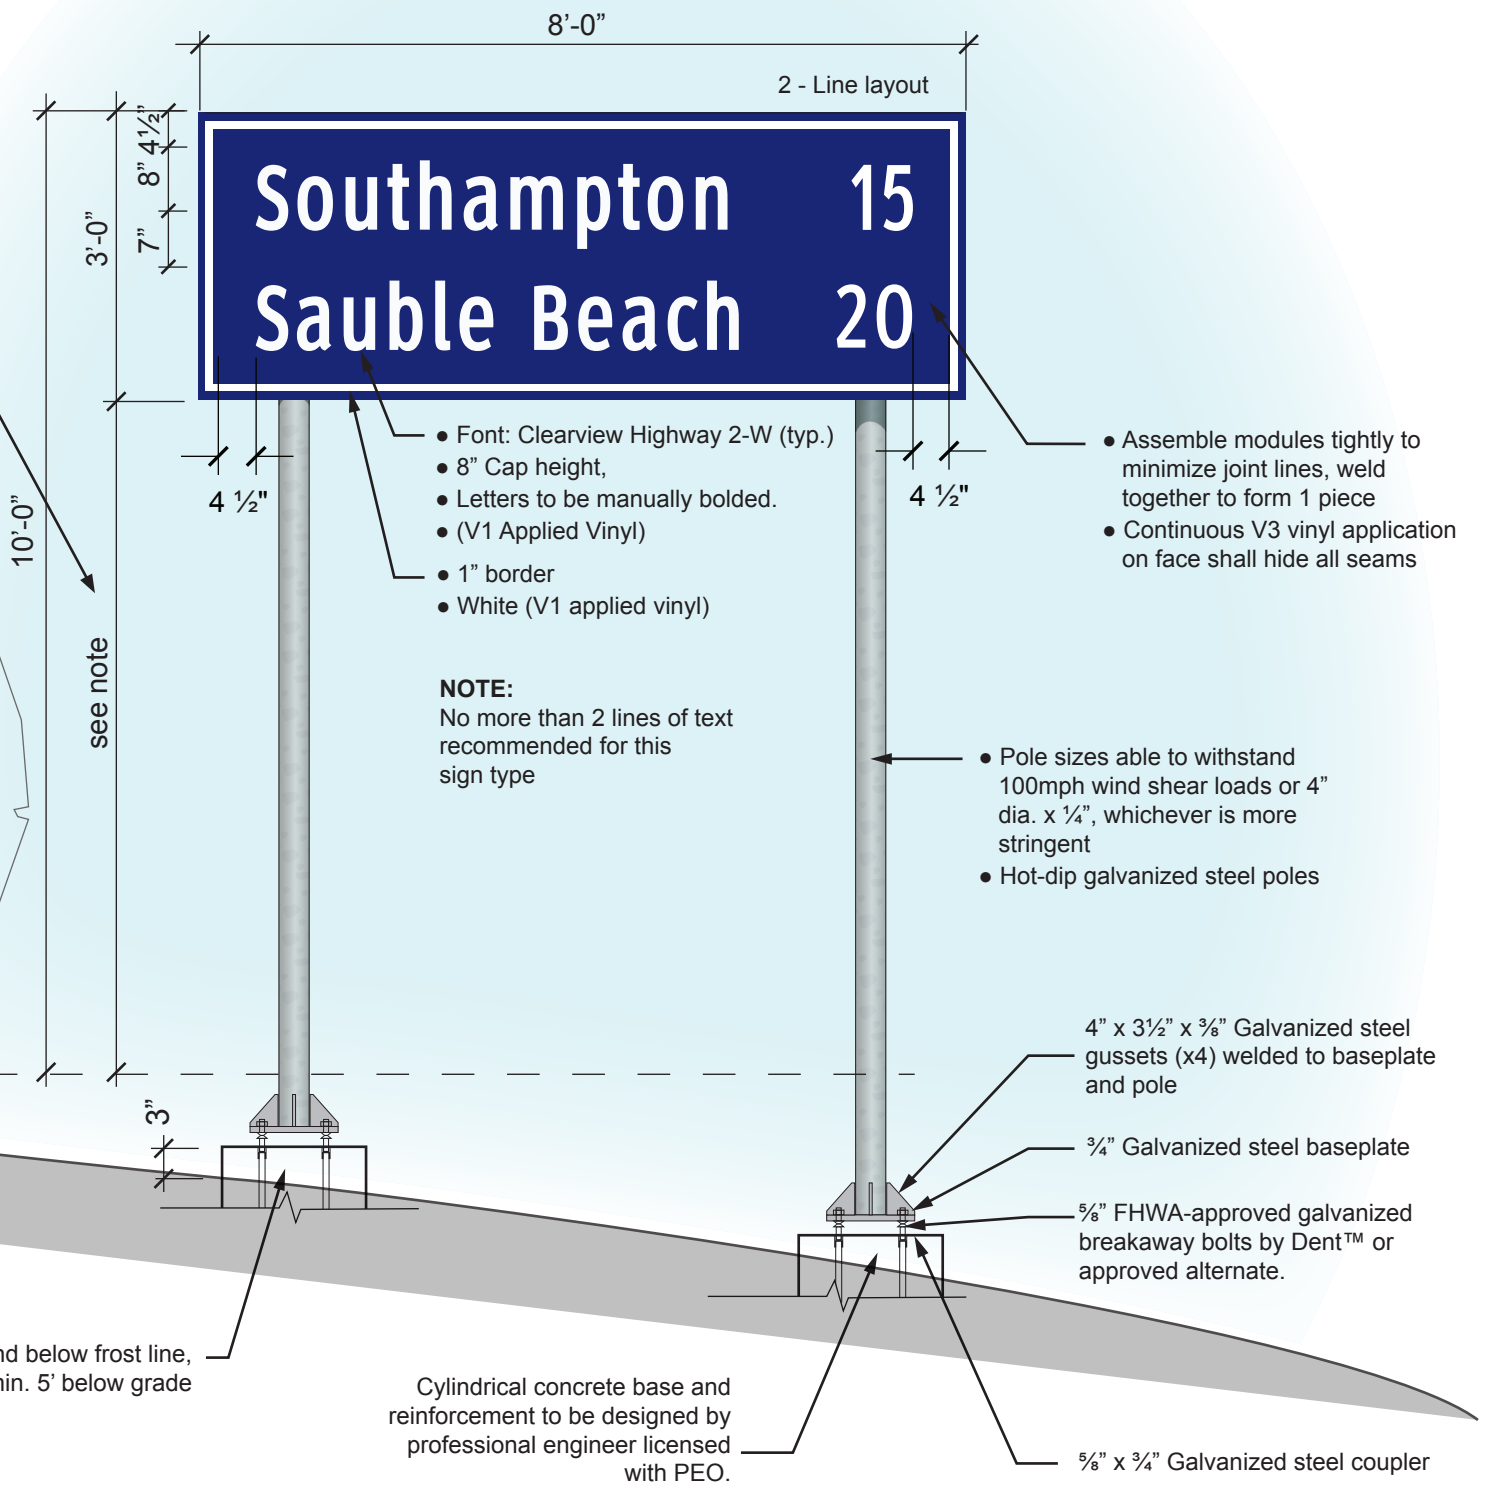 8'-0”
2 - Line layout
4½”
8”
7”
3'-0”
10'-0”
see note
Southampton 15
Sauble Beach 20
4 ½"
4 ½"
● Font: Clearview Highway 2-W (typ.)
● 8” Cap height,
● Letters to be manually bolded.
● (V1 Applied Vinyl)
● 1” border
● White (V1 applied vinyl)
● Assemble modules tightly to
minimize joint lines, weld
together to form 1 piece
● Continuous V3 vinyl application
on face shall hide all seams
NOTE:
No more than 2 lines of text
recommended for this
sign type
● Pole sizes able to withstand
100mph wind shear loads or 4”
dia. x ¼”, whichever is more
stringent
● Hot-dip galvanized steel poles
4” x 3½” x ⅜” Galvanized steel
gussets (x4) welded to baseplate
and pole
¾” Galvanized steel baseplate
⅝” FHWA-approved galvanized
breakaway bolts by Dent™ or
approved alternate.
3”
below frost line,
5’ below grade
Cylindrical concrete base and
reinforcement to be designed by
professional engineer licensed
with PEO.
⅝” x ¾” Galvanized steel coupler